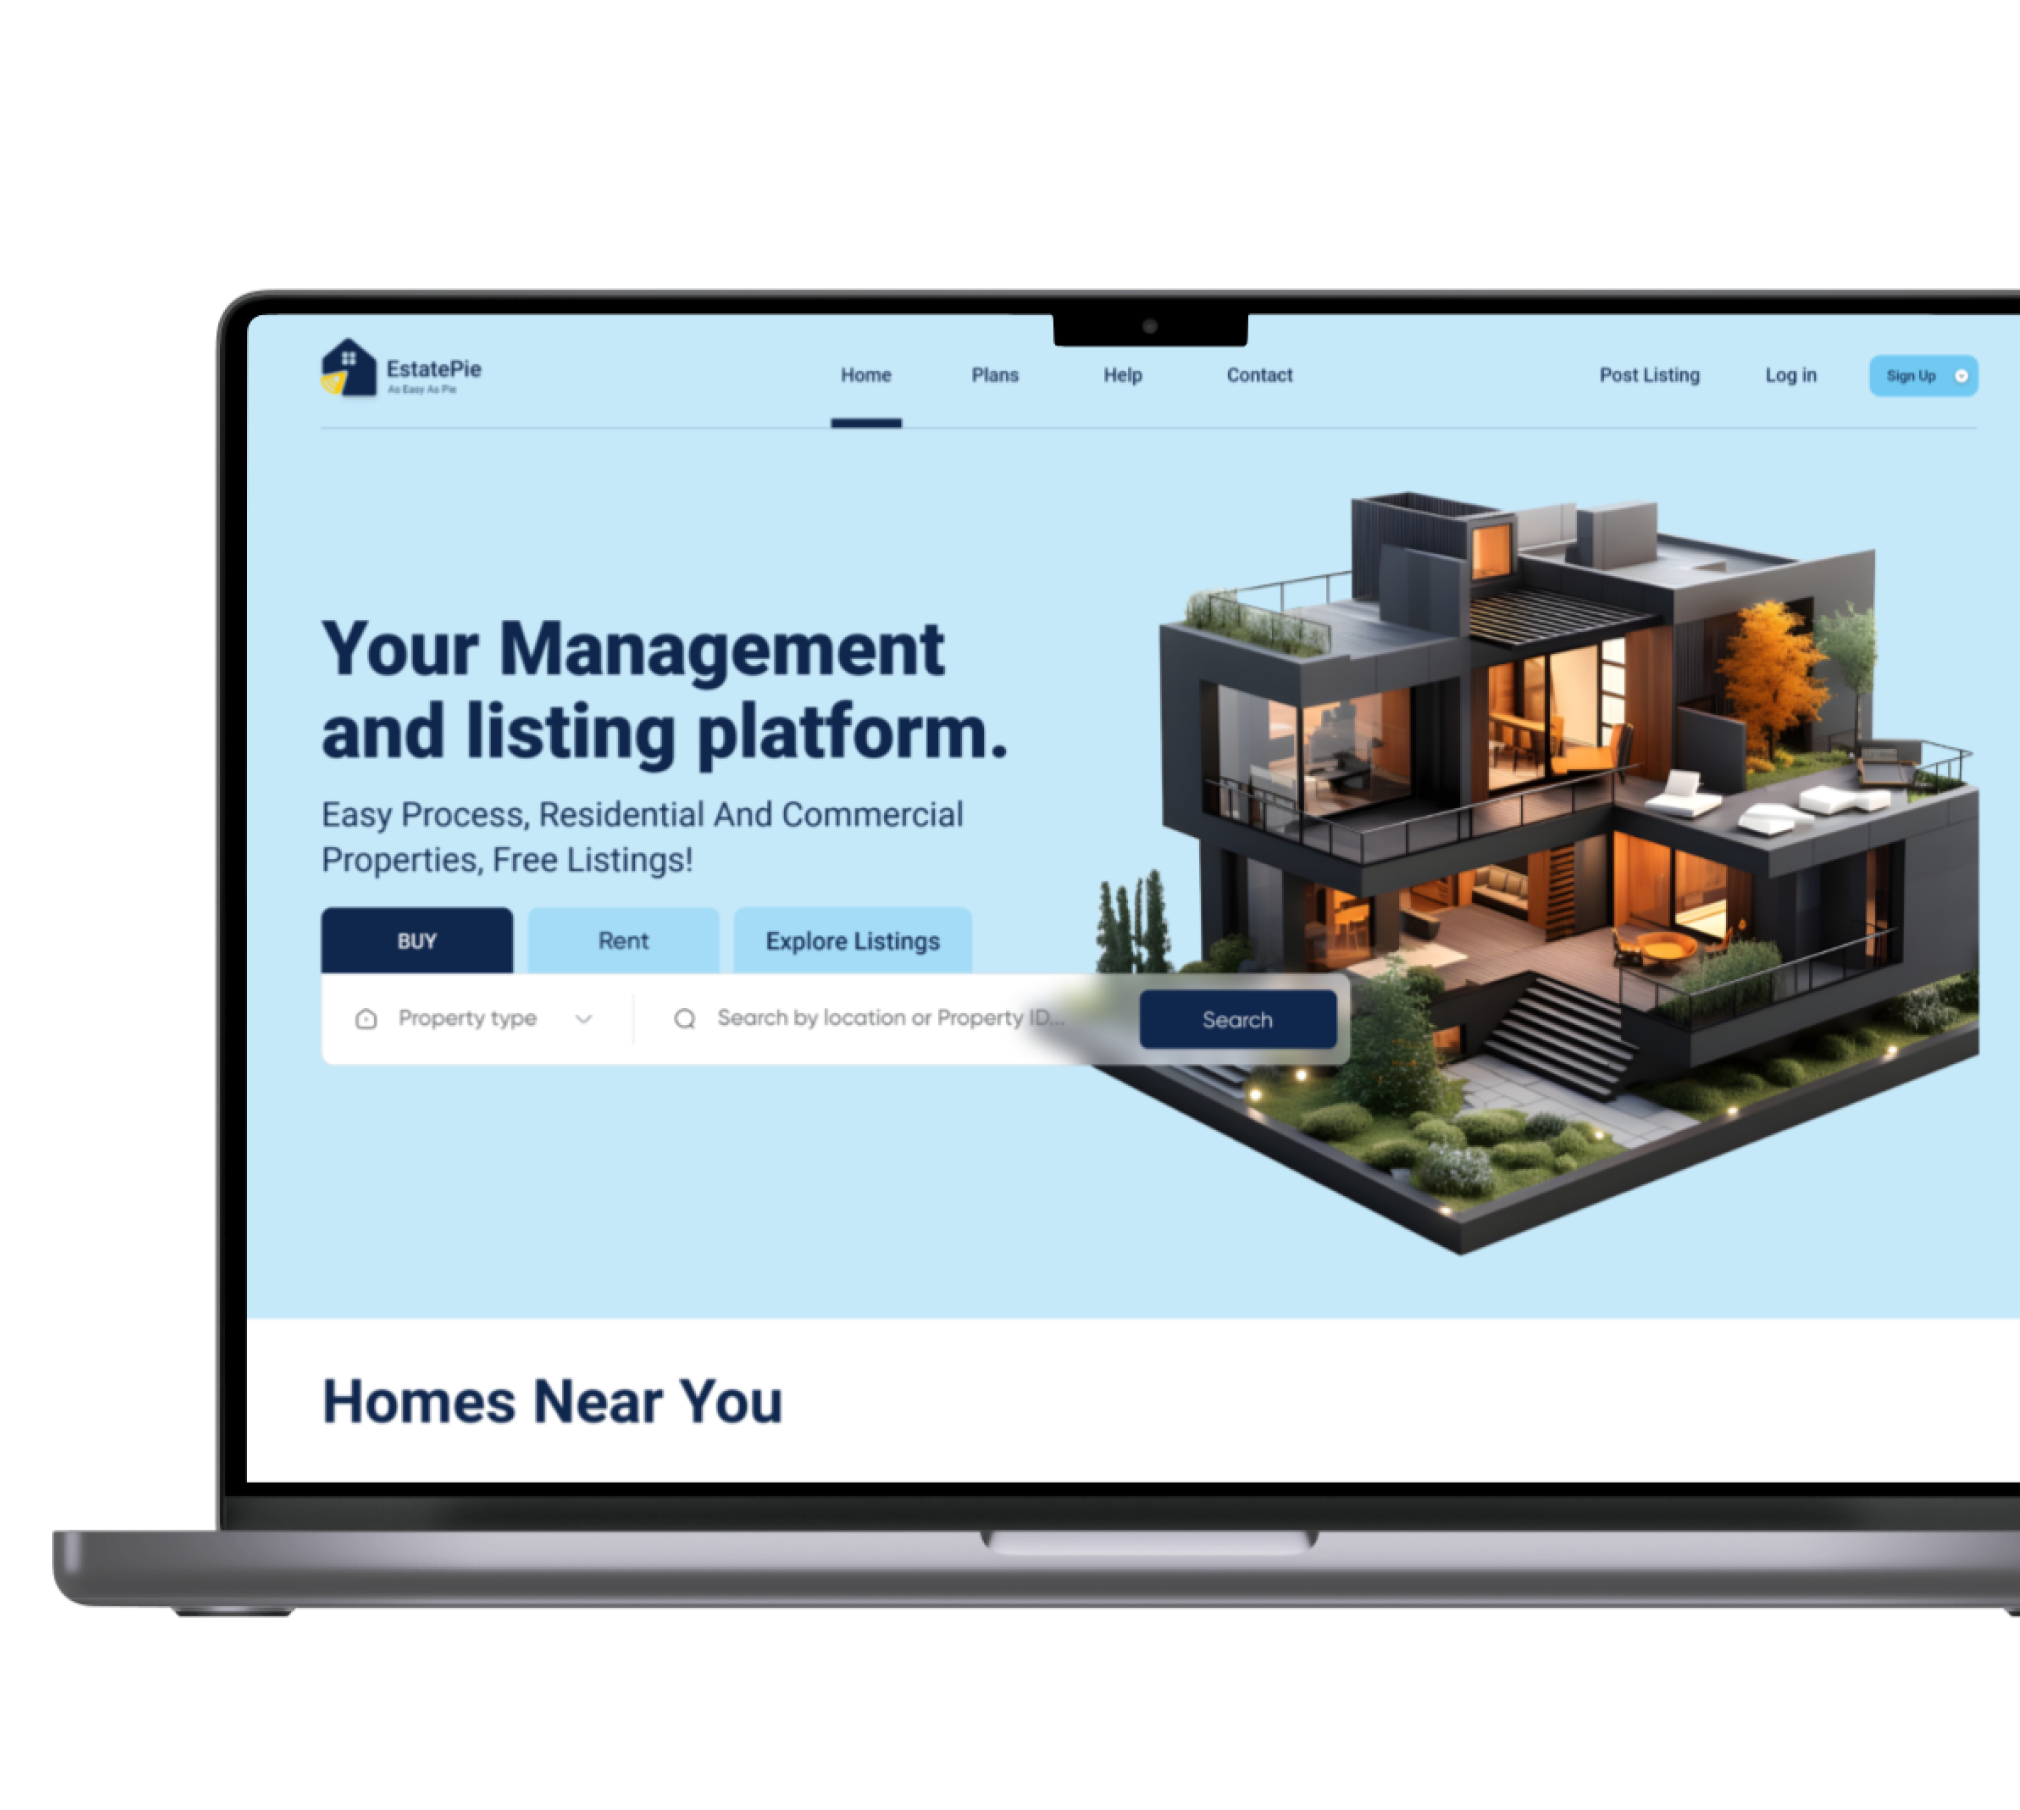 EstatePie
As Easy As Pie
Home Plans Help Contact Post Listing Log in Sign Up
Your Management
and listing platform.
Easy Process, Residential And Commercial
Properties, Free Listings!
BUY Rent Explore Listings
Property type Search by location or Property ID... Search
Homes Near You